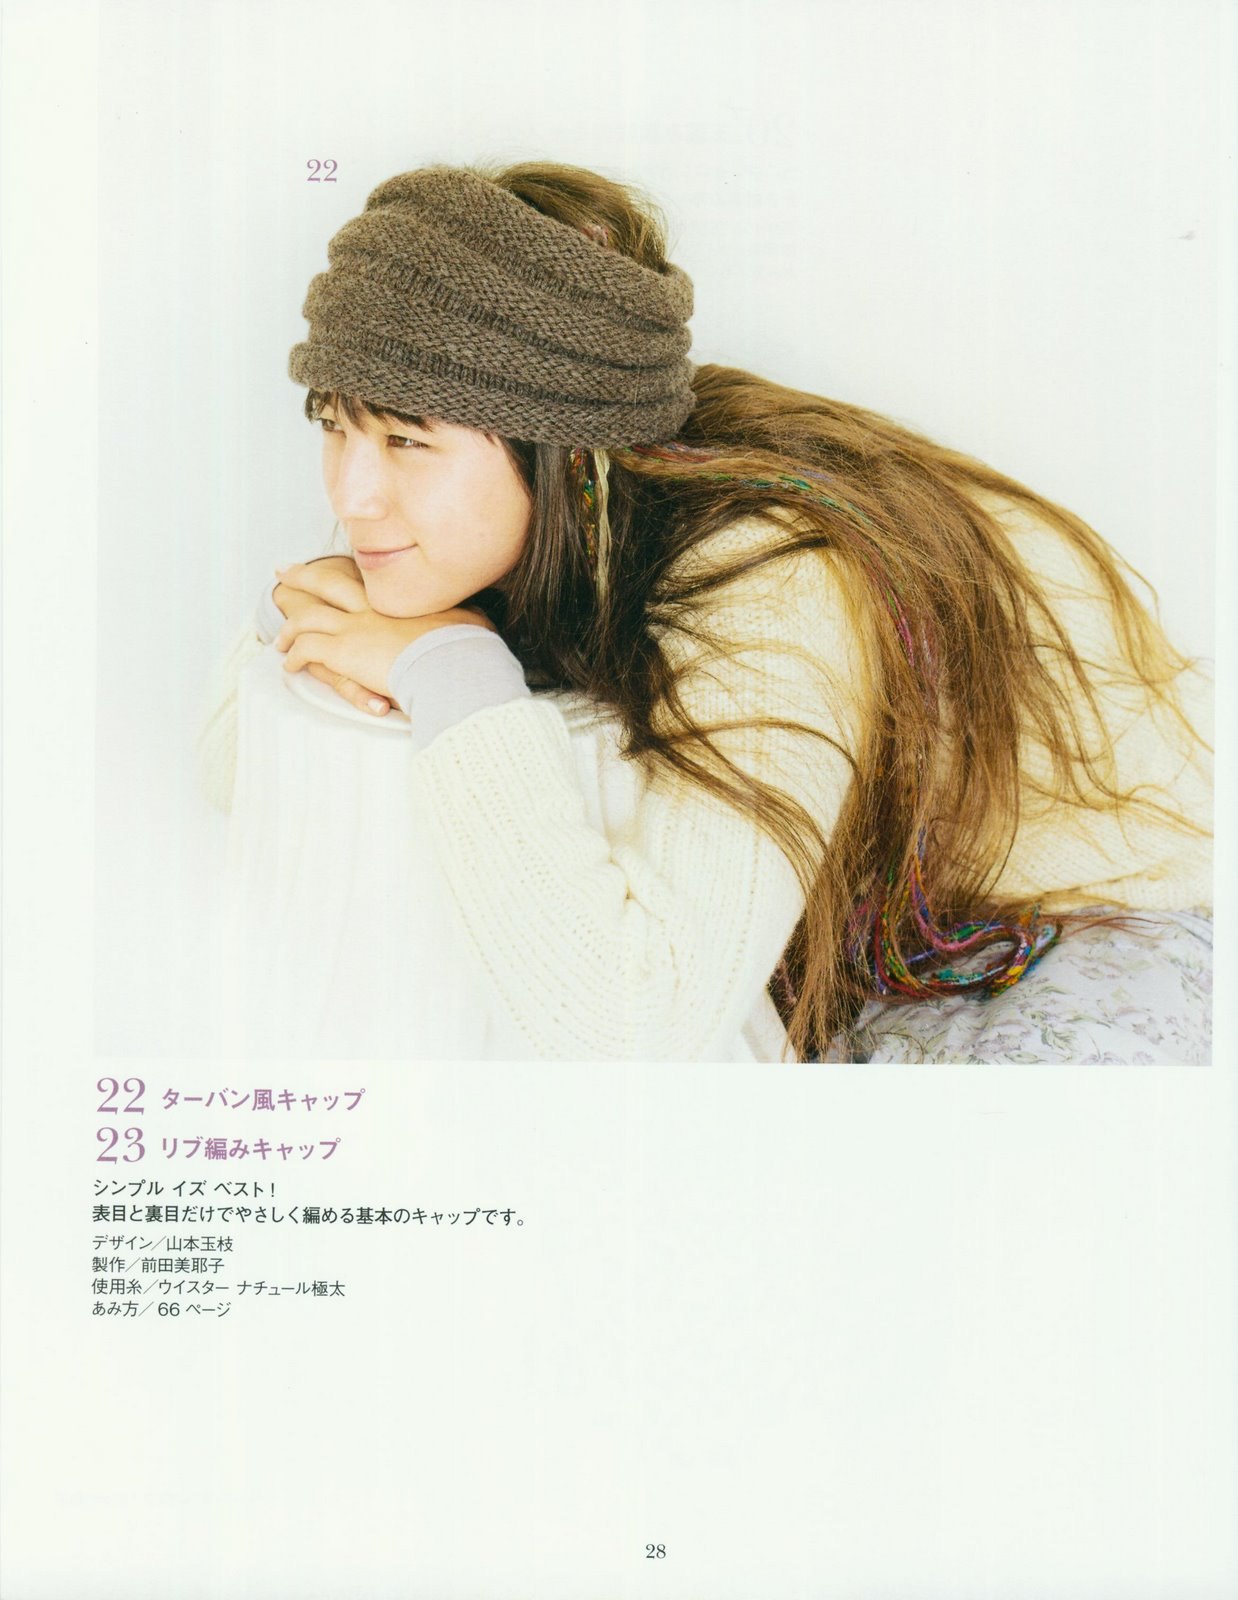 22
22 ターバン風キャップ
23 リブ編みキャップ
シンプル イズ ベスト！
表目と裏目だけでやさしく編める基本のキャップです。
デザイン／山本玉枝
製作／前田美耶子
使用糸／ウイスター ナチュール極太
あみ方／66 ページ
28